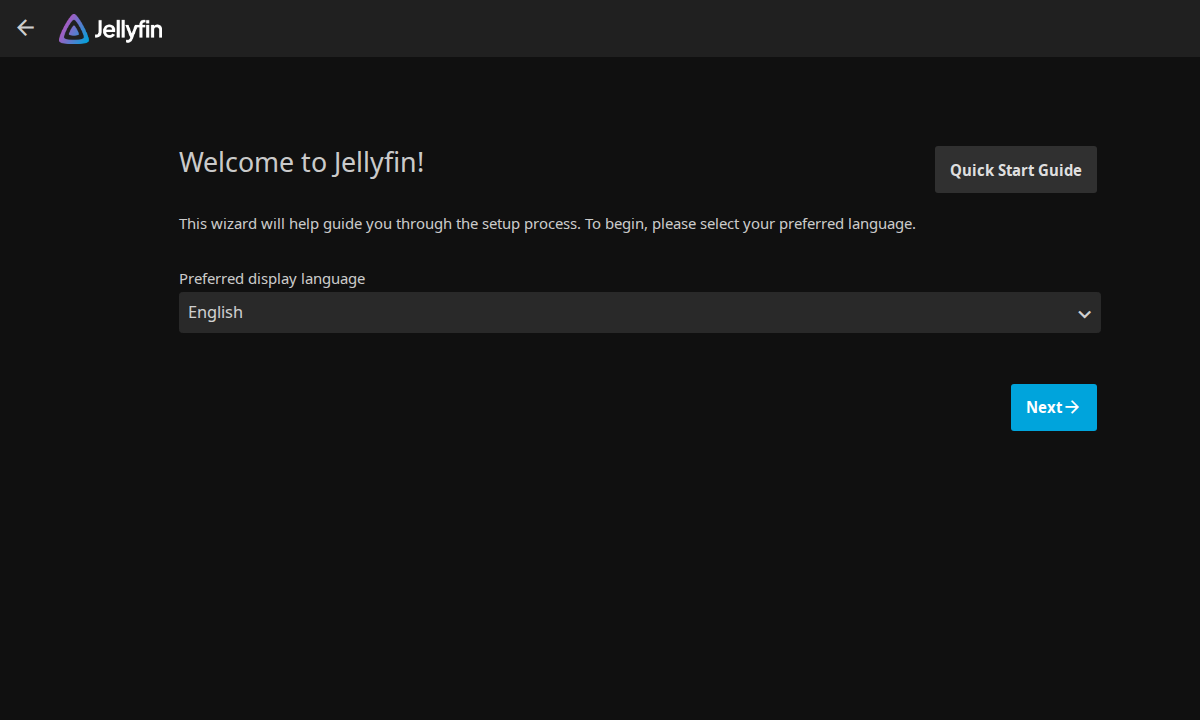 Jellyfin
Welcome to Jellyfin!
Quick Start Guide
This wizard will help guide you through the setup process. To begin, please select your preferred language.
Preferred display language
English
Next